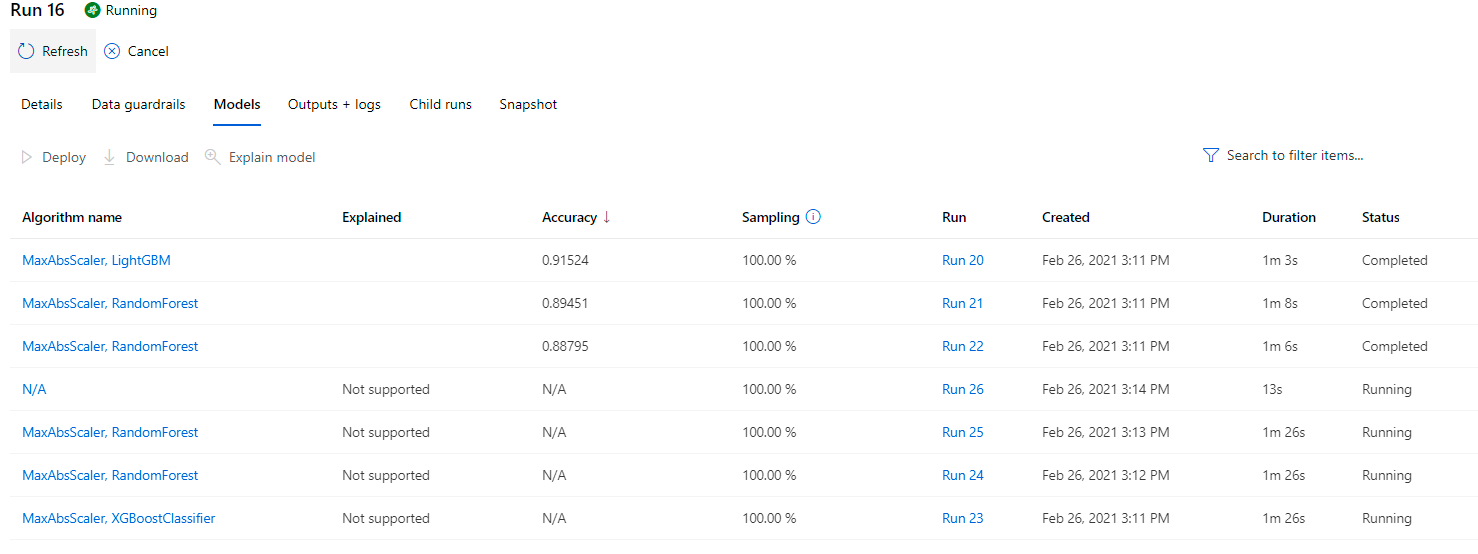 Run 16 Running
Refresh Cancel
Details Data guardrails Models Outputs + logs Child runs Snapshot
Deploy Download Explain model Search to filter items...
Algorithm name Explained Accuracy ↓ Sampling Run Created Duration Status
MaxAbsScaler, LightGBM 0.91524 100.00 % Run 20 Feb 26, 2021 3:11 PM 1m 3s Completed
MaxAbsScaler, RandomForest 0.89451 100.00 % Run 21 Feb 26, 2021 3:11 PM 1m 8s Completed
MaxAbsScaler, RandomForest 0.88795 100.00 % Run 22 Feb 26, 2021 3:11 PM 1m 6s Completed
N/A Not supported N/A 100.00 % Run 26 Feb 26, 2021 3:14 PM 13s Running
MaxAbsScaler, RandomForest Not supported N/A 100.00 % Run 25 Feb 26, 2021 3:13 PM 1m 26s Running
MaxAbsScaler, RandomForest Not supported N/A 100.00 % Run 24 Feb 26, 2021 3:12 PM 1m 26s Running
MaxAbsScaler, XGBoostClassifier Not supported N/A 100.00 % Run 23 Feb 26, 2021 3:11 PM 1m 26s Running